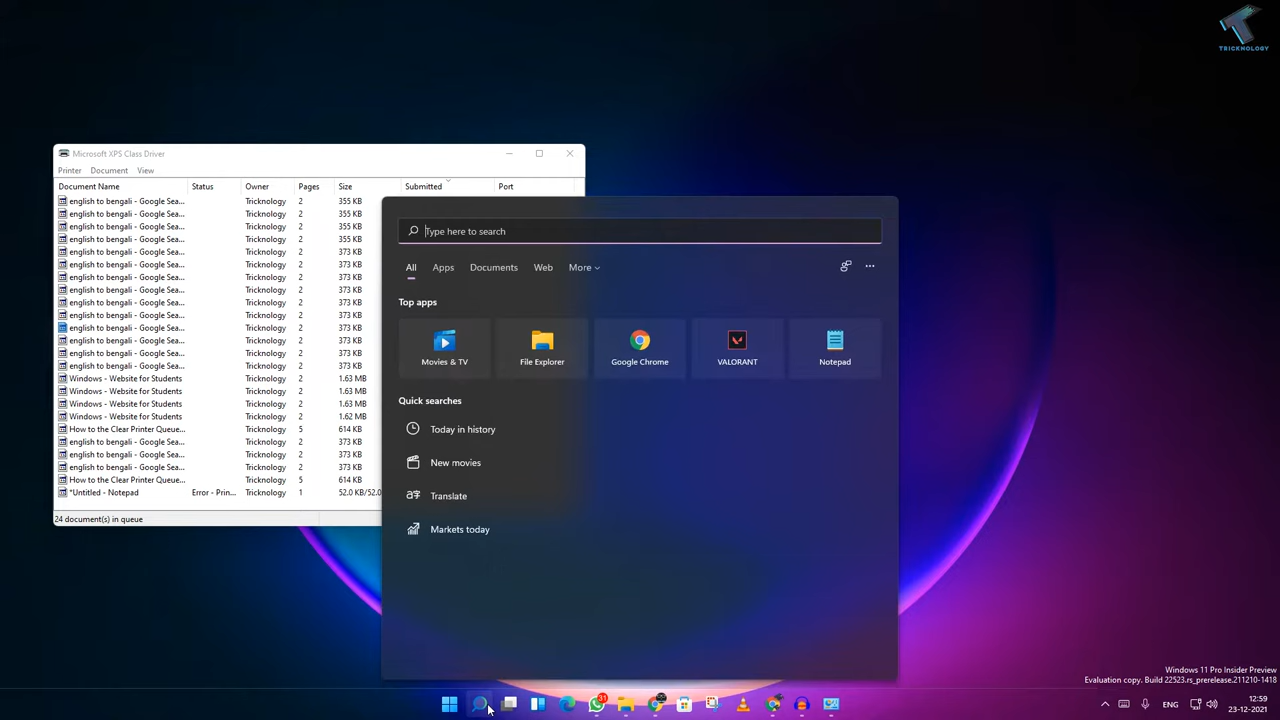 TRICKNOLOGY
Microsoft XPS Class Driver
Printer Document View
Document Name Status Owner Pages Size Submitted Port
english to bengali - Google Sea... Tricknology 2 355 KB
english to bengali - Google Sea... Tricknology 2 355 KB
english to bengali - Google Sea... Tricknology 2 355 KB
english to bengali - Google Sea... Tricknology 2 355 KB
english to bengali - Google Sea... Tricknology 2 373 KB
english to bengali - Google Sea... Tricknology 2 373 KB
english to bengali - Google Sea... Tricknology 2 373 KB
english to bengali - Google Sea... Tricknology 2 373 KB
english to bengali - Google Sea... Tricknology 2 373 KB
english to bengali - Google Sea... Tricknology 2 373 KB
english to bengali - Google Sea... Tricknology 2 373 KB
english to bengali - Google Sea... Tricknology 2 373 KB
english to bengali - Google Sea... Tricknology 2 373 KB
english to bengali - Google Sea... Tricknology 2 373 KB
Windows - Website for Students Tricknology 2 1.63 MB
Windows - Website for Students Tricknology 2 1.63 MB
Windows - Website for Students Tricknology 2 1.63 MB
Windows - Website for Students Tricknology 2 1.62 MB
How to the Clear Printer Queue... Tricknology 5 614 KB
english to bengali - Google Sea... Tricknology 2 373 KB
english to bengali - Google Sea... Tricknology 2 373 KB
english to bengali - Google Sea... Tricknology 2 373 KB
How to the Clear Printer Queue... Tricknology 5 614 KB
*Untitled - Notepad Error - Prin... Tricknology 1 52.0 KB/52.0
24 document(s) in queue
Type here to search
All Apps Documents Web More
Top apps
Movies & TV File Explorer Google Chrome VALORANT Notepad
Quick searches
Today in history
New movies
Translate
Markets today
Windows 11 Pro Insider Preview
Evaluation copy. Build 22523.rs_prerelease.211210-1418
31
ENG
12:59
23-12-2021